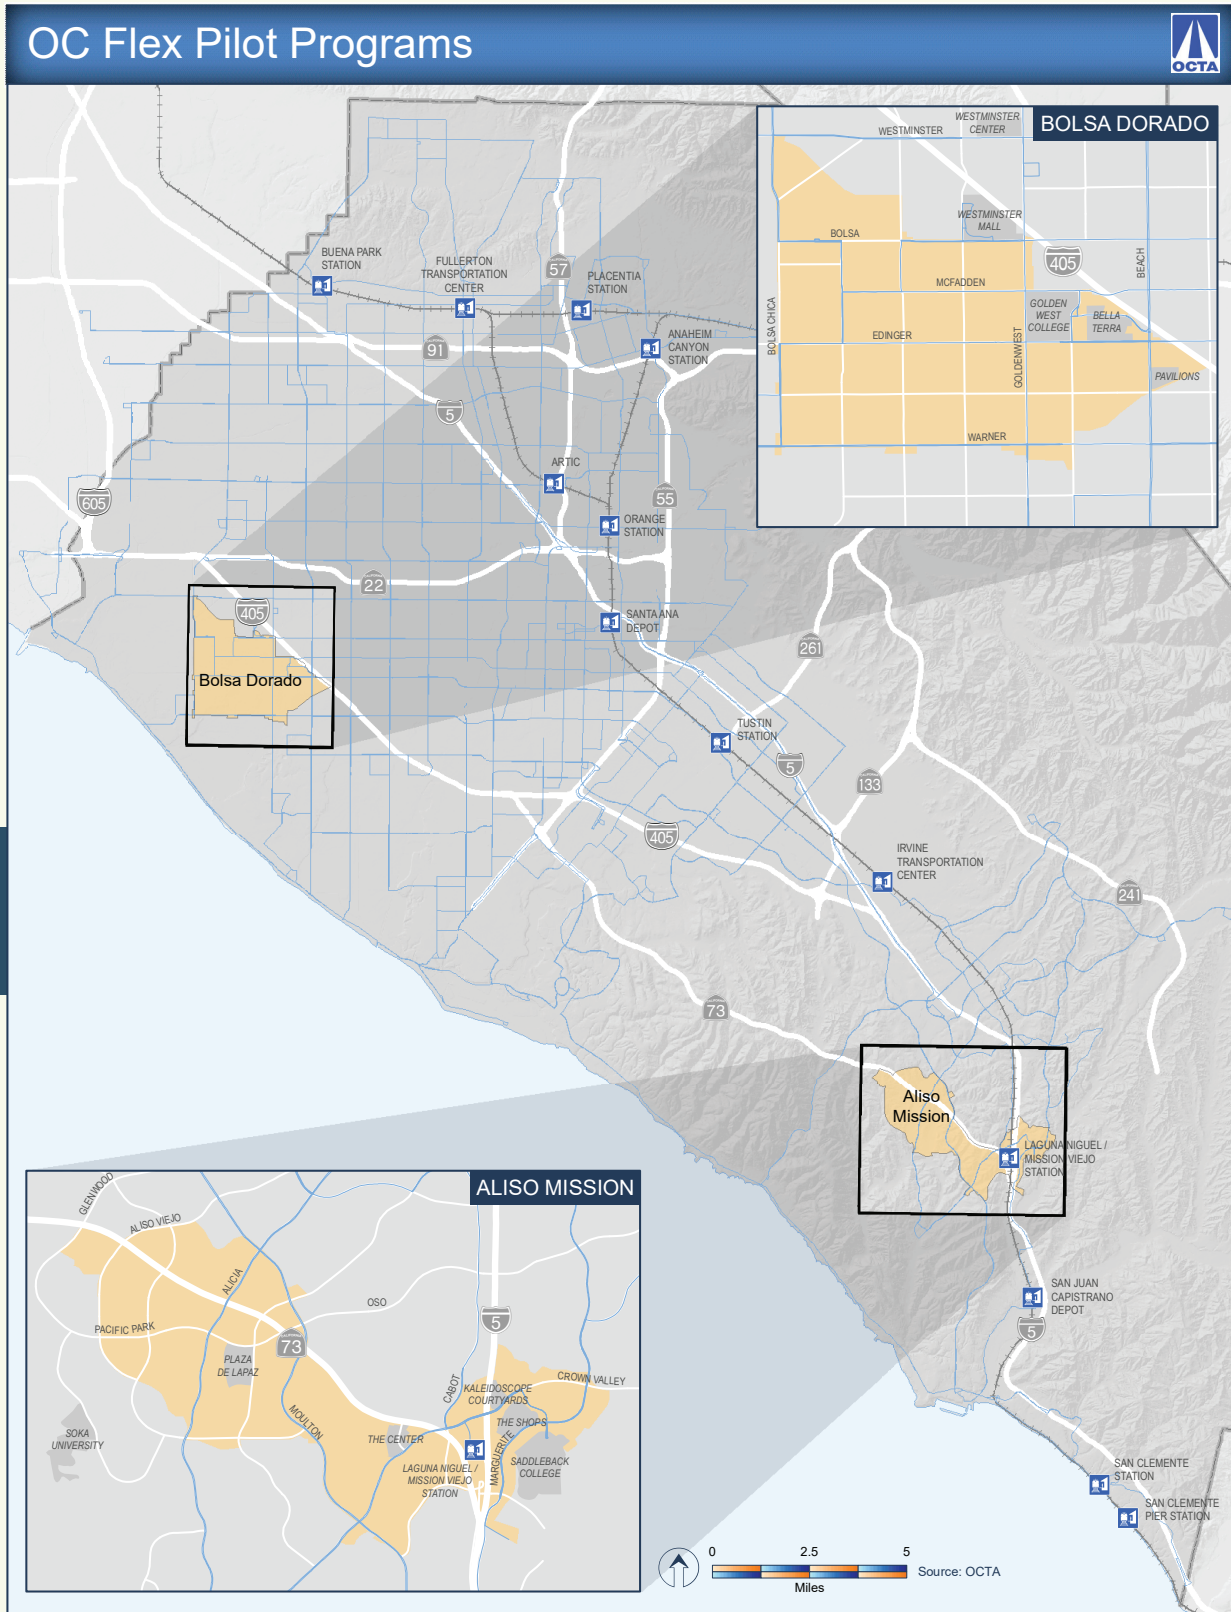 OC Flex Pilot Programs
OCTA
BOLSA DORADO
WESTMINSTER
CENTER
WESTMINSTER
WESTMINSTER
MALL
BOLSA
405
BEACH
MCFADDEN
GOLDEN
WEST
COLLEGE
BELLA
TERRA
BOLSA CHICA
EDINGER
GOLDENWEST
PAVILIONS
WARNER
BUENA PARK
STATION
FULLERTON
TRANSPORTATION
CENTER
57
PLACENTIA
STATION
ANAHEIM
CANYON
STATION
91
5
ARTIC
605
55
ORANGE
STATION
22
405
SANTA ANA
DEPOT
261
Bolsa Dorado
TUSTIN
STATION
5
133
405
IRVINE
TRANSPORTATION
CENTER
241
73
Aliso
Mission
LAGUNA NIGUEL /
MISSION VIEJO
STATION
SAN JUAN
CAPISTRANO
DEPOT
5
SAN CLEMENTE
STATION
SAN CLEMENTE
PIER STATION
ALISO MISSION
GLENWOOD
ALISO VIEJO
ALICIA
OSO
PACIFIC PARK
CALIFORNIA
73
5
PLAZA
DE LA PAZ
CABOT
KALEIDOSCOPE
COURTYARDS
CROWN VALLEY
MOULTON
THE SHOPS
SOKA
UNIVERSITY
THE CENTER
MARGUERITE
SADDLEBACK
COLLEGE
LAGUNA NIGUEL /
MISSION VIEJO
STATION
0 2.5 5
Miles
Source: OCTA